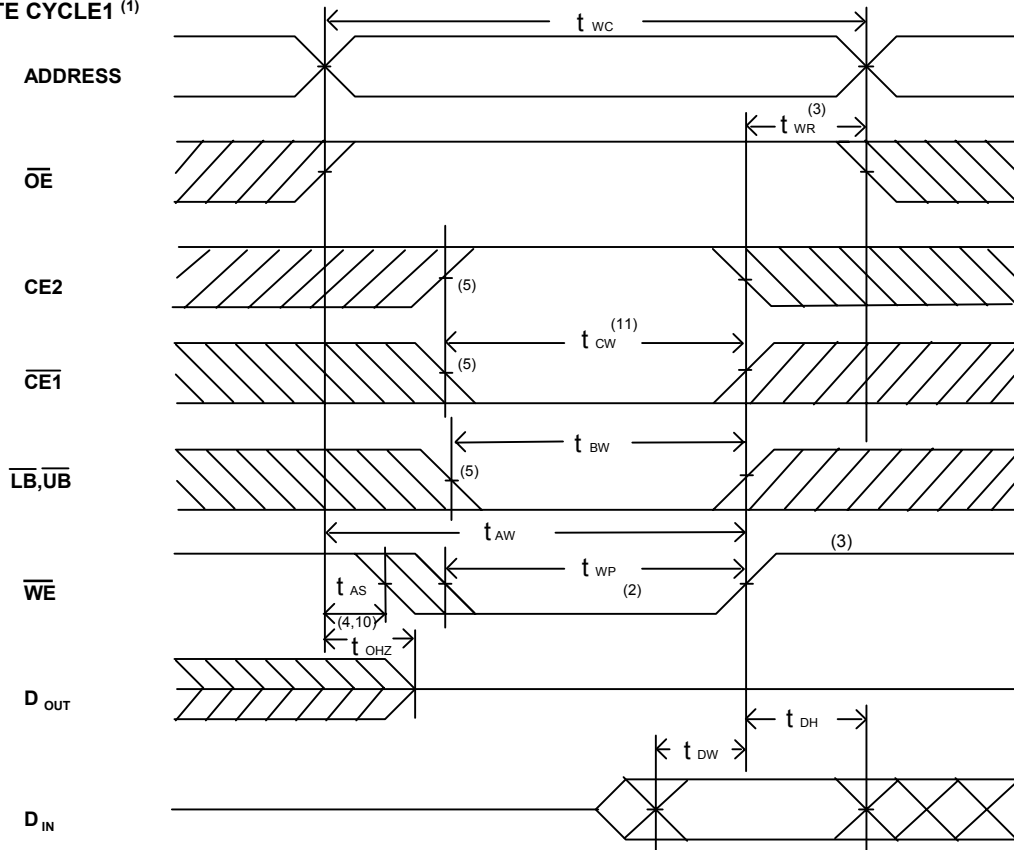 TE CYCLE1 (1)
t WC
ADDRESS
t WR (3)
OE
CE2
(5)
t CW (11)
CE1
(5)
t BW
LB,UB
(5)
t AW
(3)
WE
t AS
t WP
(2)
(4,10)
t OHZ
D OUT
t DH
t DW
D IN